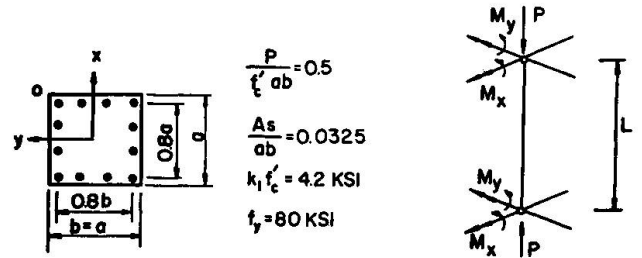 x
o
y
0.8a
a
0.8b
b=a
P / f'c ab = 0.5
As / ab = 0.0325
k₁ f'c = 4.2 KSI
fy = 80 KSI
My P
Mx
L
My
Mx
P